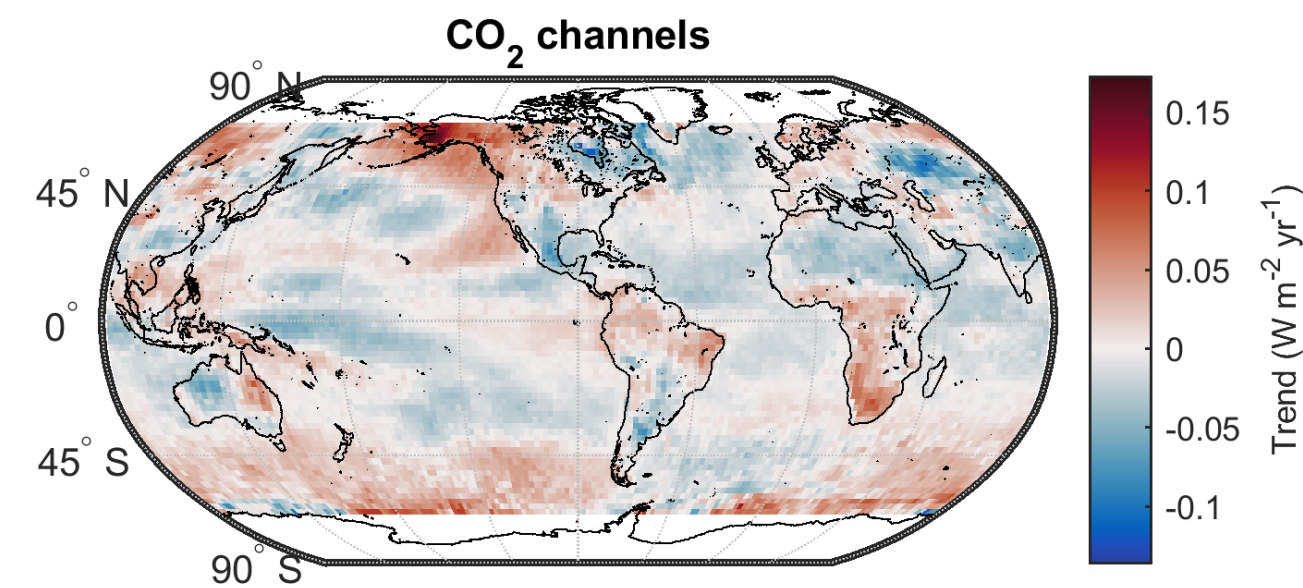 CO₂ channels
90° N
45° N
0°
45° S
90° S
0.15
0.1
0.05
0
-0.05
-0.1
Trend (W m⁻² yr⁻¹)